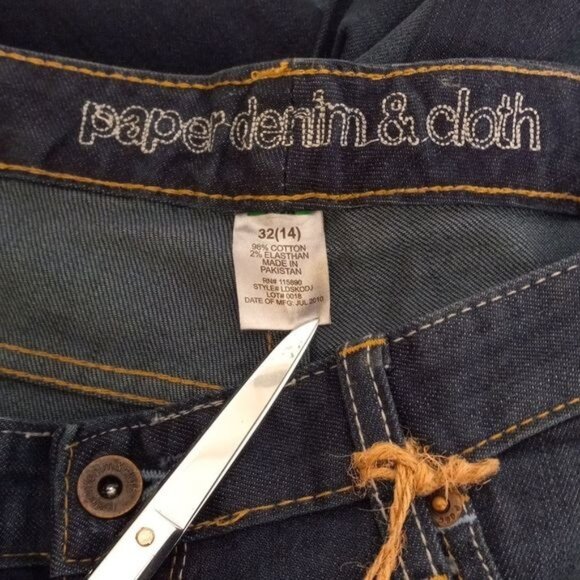 paper denim & cloth
32(14)
98% COTTON
2% ELASTHAN
MADE IN
PAKISTAN
RN# 115890
STYLE# LDSKODJ
LOT# 0018
DATE OF MFG: JUL 2010